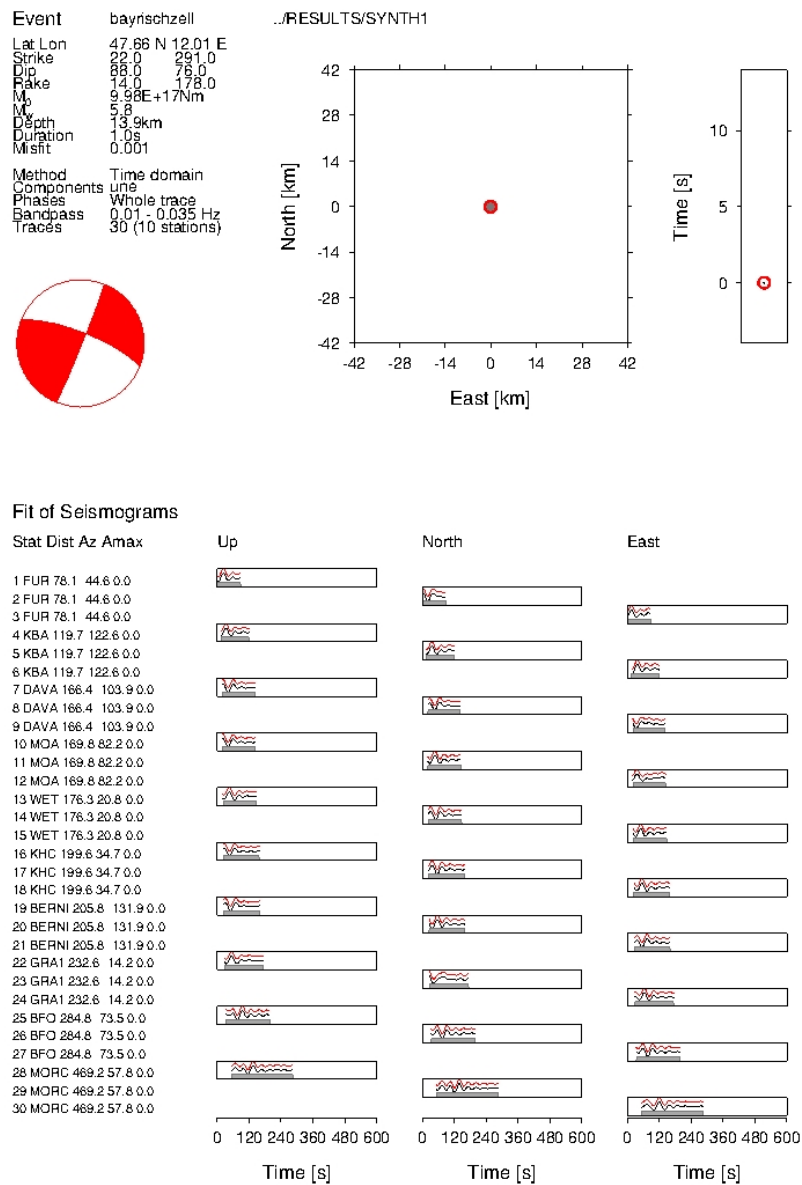 Event bayrischzell ../RESULTS/SYNTH1
Lat Lon 47.66 N 12.01 E
Strike 22.0 291.0
Dip 88.0 76.0
Rake 14.0 178.0
M0 9.98E+17Nm
Mw 5.8
Depth 13.9km
Duration 1.0s
Misfit 0.001
Method Time domain
Components une
Phases Whole trace
Bandpass 0.01 - 0.035 Hz
Traces 30 (10 stations)
North [km]
42
28
14
0
-14
-28
-42
-42 -28 -14 0 14 28 42
East [km]
Time [s]
10
5
0
Fit of Seismograms
Stat Dist Az Amax Up North East
1 FUR 78.1 44.6 0.0
2 FUR 78.1 44.6 0.0
3 FUR 78.1 44.6 0.0
4 KBA 119.7 122.6 0.0
5 KBA 119.7 122.6 0.0
6 KBA 119.7 122.6 0.0
7 DAVA 166.4 103.9 0.0
8 DAVA 166.4 103.9 0.0
9 DAVA 166.4 103.9 0.0
10 MOA 169.8 82.2 0.0
11 MOA 169.8 82.2 0.0
12 MOA 169.8 82.2 0.0
13 WET 176.3 20.8 0.0
14 WET 176.3 20.8 0.0
15 WET 176.3 20.8 0.0
16 KHC 199.6 34.7 0.0
17 KHC 199.6 34.7 0.0
18 KHC 199.6 34.7 0.0
19 BERNI 205.8 131.9 0.0
20 BERNI 205.8 131.9 0.0
21 BERNI 205.8 131.9 0.0
22 GRA1 232.6 14.2 0.0
23 GRA1 232.6 14.2 0.0
24 GRA1 232.6 14.2 0.0
25 BFO 284.8 73.5 0.0
26 BFO 284.8 73.5 0.0
27 BFO 284.8 73.5 0.0
28 MORC 469.2 57.8 0.0
29 MORC 469.2 57.8 0.0
30 MORC 469.2 57.8 0.0
0 120 240 360 480 600 0 120 240 360 480 600 0 120 240 360 480 600
Time [s] Time [s] Time [s]